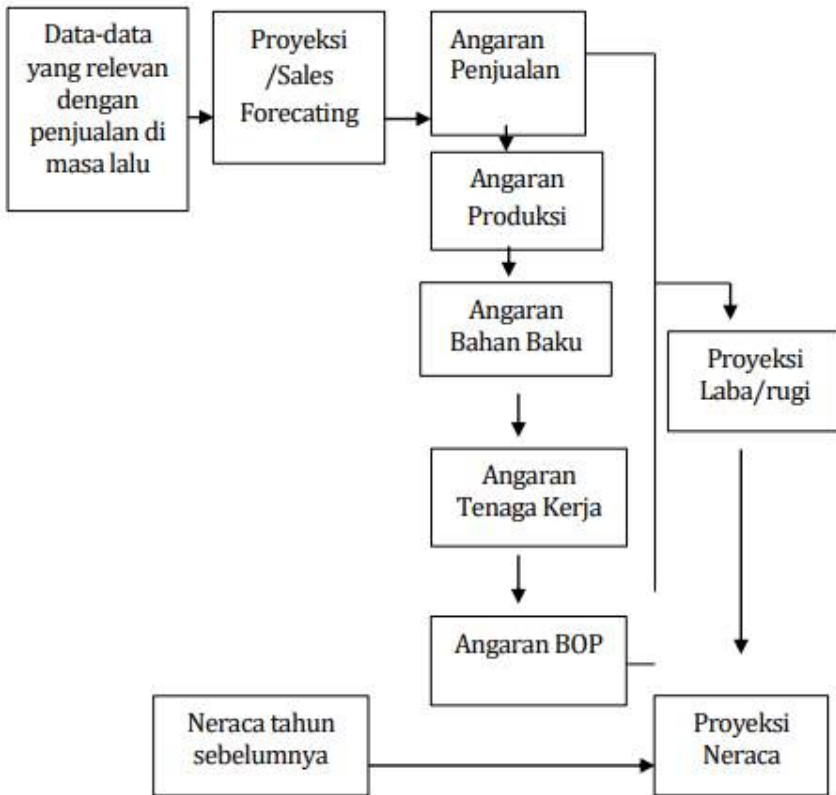 Data-data
yang relevan
dengan
penjualan di
masa lalu
Proyeksi
/Sales
Forecating
Angaran
Penjualan
Angaran
Produksi
Angaran
Bahan Baku
Proyeksi
Laba/rugi
Angaran
Tenaga Kerja
Angaran BOP
Neraca tahun
sebelumnya
Proyeksi
Neraca